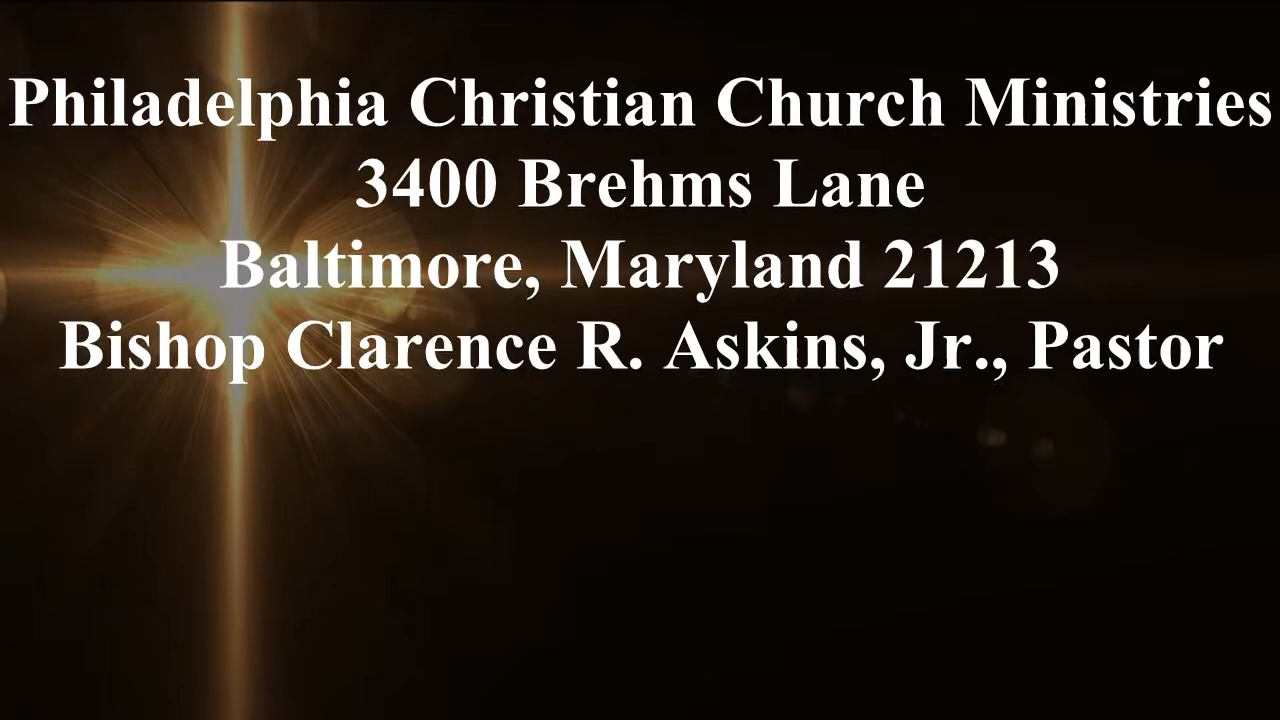 Philadelphia Christian Church Ministries
3400 Brehms Lane
Baltimore, Maryland 21213
Bishop Clarence R. Askins, Jr., Pastor